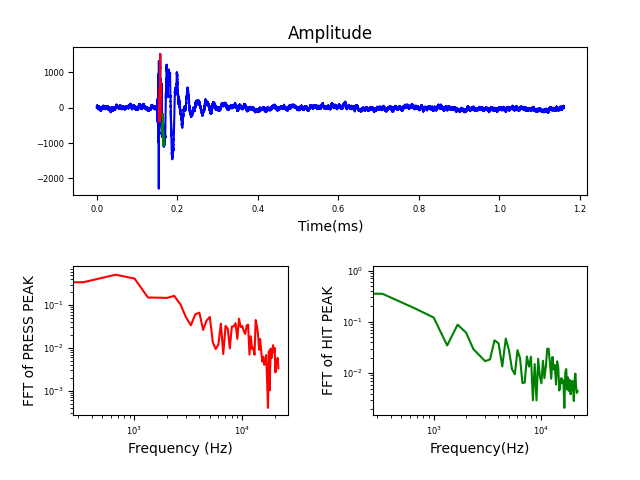 Amplitude
1000
0
−1000
−2000
0.0 0.2 0.4 0.6 0.8 1.0 1.2
Time(ms)
FFT of PRESS PEAK
10⁻¹
10⁻²
10⁻³
10³ 10⁴
Frequency (Hz)
FFT of HIT PEAK
10⁰
10⁻¹
10⁻²
10³ 10⁴
Frequency(Hz)